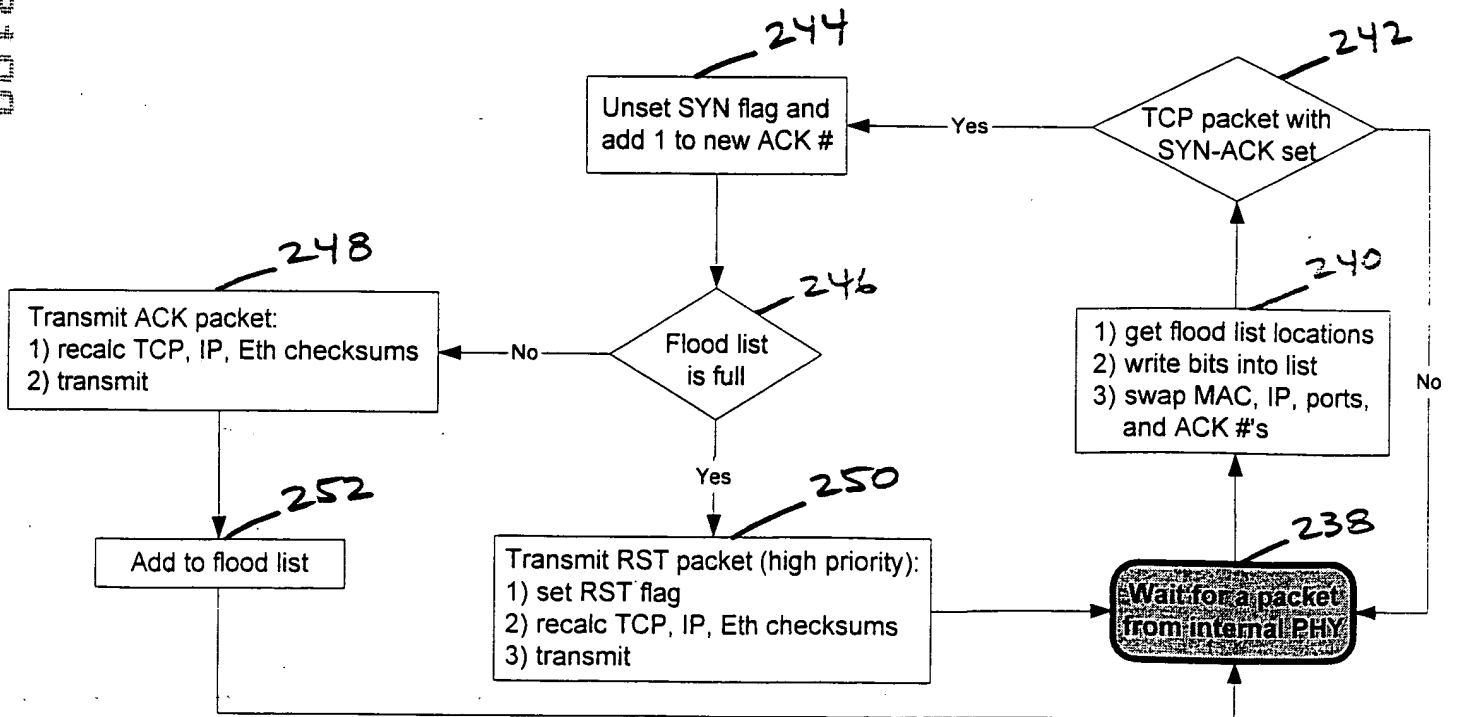 244
Unset SYN flag and
add 1 to new ACK #
Yes
242
TCP packet with
SYN-ACK set
248
Transmit ACK packet:
1) recalc TCP, IP, Eth checksums
2) transmit
No
246
Flood list
is full
240
1) get flood list locations
2) write bits into list
3) swap MAC, IP, ports,
and ACK #'s
No
Yes
252
Add to flood list
250
Transmit RST packet (high priority):
1) set RST flag
2) recalc TCP, IP, Eth checksums
3) transmit
238
Wait for a packet
from internal PHY